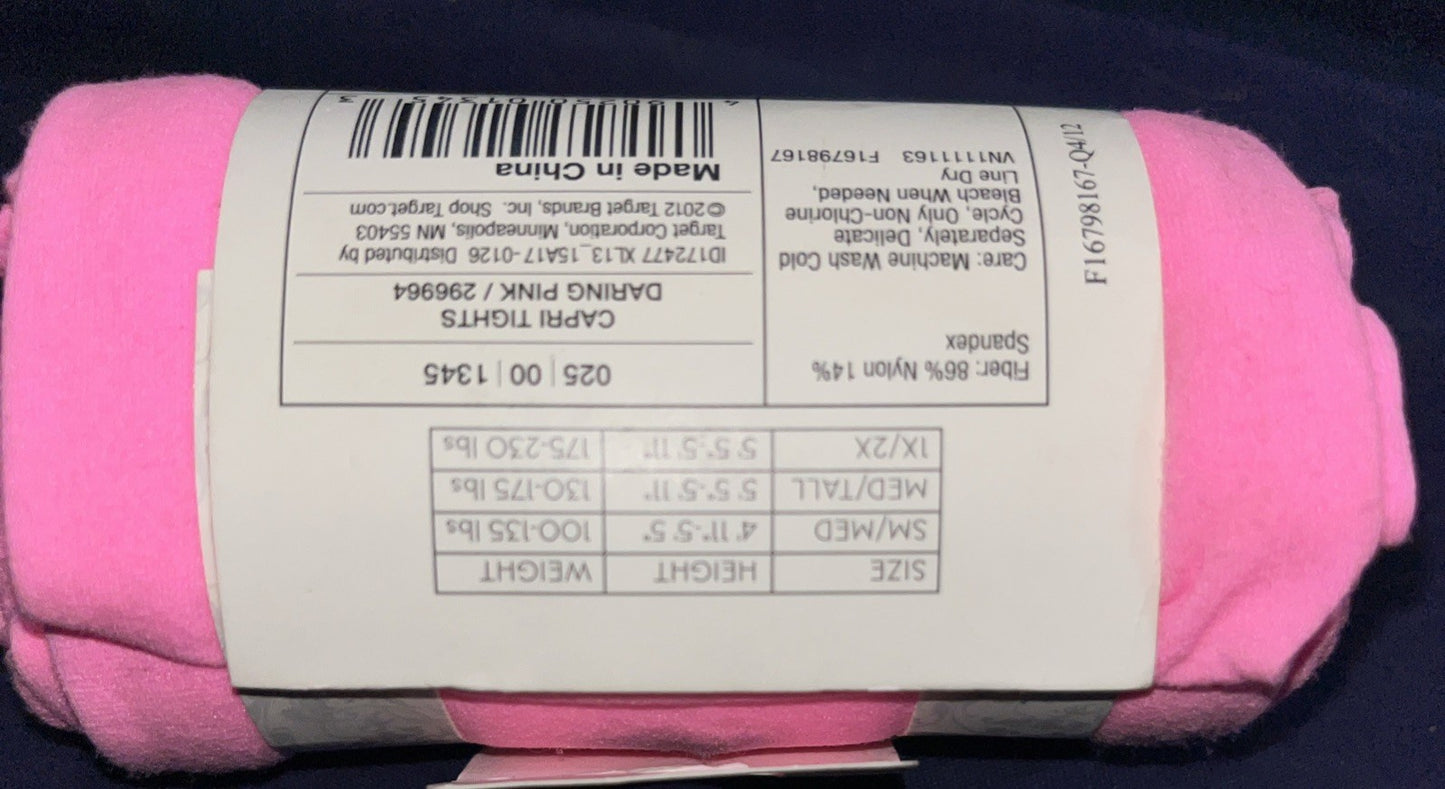 SIZE HEIGHT WEIGHT
SM/MED 4' 11"-5' 5" 100-135 lbs
MED/TALL 5' 5"-5' 11" 130-175 lbs
1X/2X 5' 5"-5' 11" 175-230 lbs
Fiber: 86% Nylon 14%
Spandex
Care: Machine Wash Cold
Separately, Delicate
Cycle, Only Non-Chlorine
Bleach When Needed,
Line Dry
VN1111163 F16798167
025 | 00 | 1345
CAPRI TIGHTS
DARING PINK / 296964
ID172477 XL13_15A17-0126 Distributed by
Target Corporation, Minneapolis, MN 55403
©2012 Target Brands, Inc. Shop Target.com
Made in China
F16798167-Q4/12